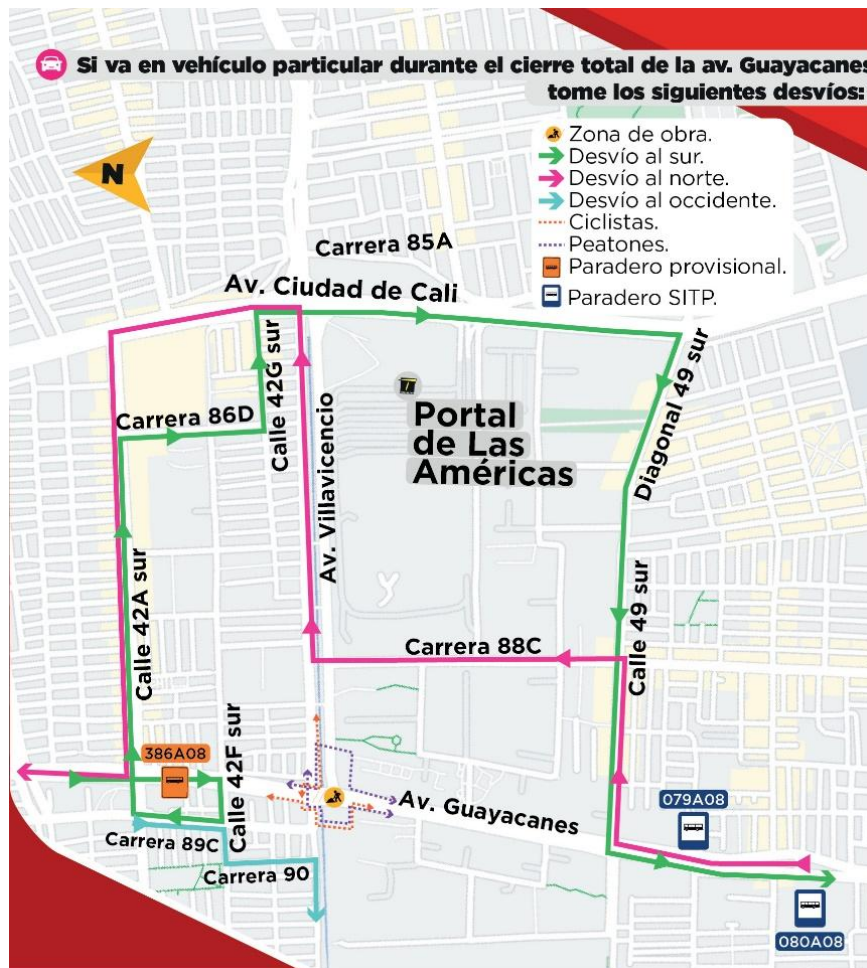 Si va en vehículo particular durante el cierre total de la av. Guayacanes
tome los siguientes desvíos:
N
Zona de obra.
Desvío al sur.
Desvío al norte.
Desvío al occidente.
Ciclistas.
Peatones.
Paradero provisional.
Paradero SITP.
Carrera 85A
Av. Ciudad de Cali
Carrera 86D
Calle 42G sur
Portal
de Las
Américas
Diagonal 49 sur
Av. Villavicencio
Calle 42A sur
Calle 49 sur
Carrera 88C
386A08
Calle 42F sur
Av. Guayacanes
079A08
Carrera 89C
Carrera 90
080A08